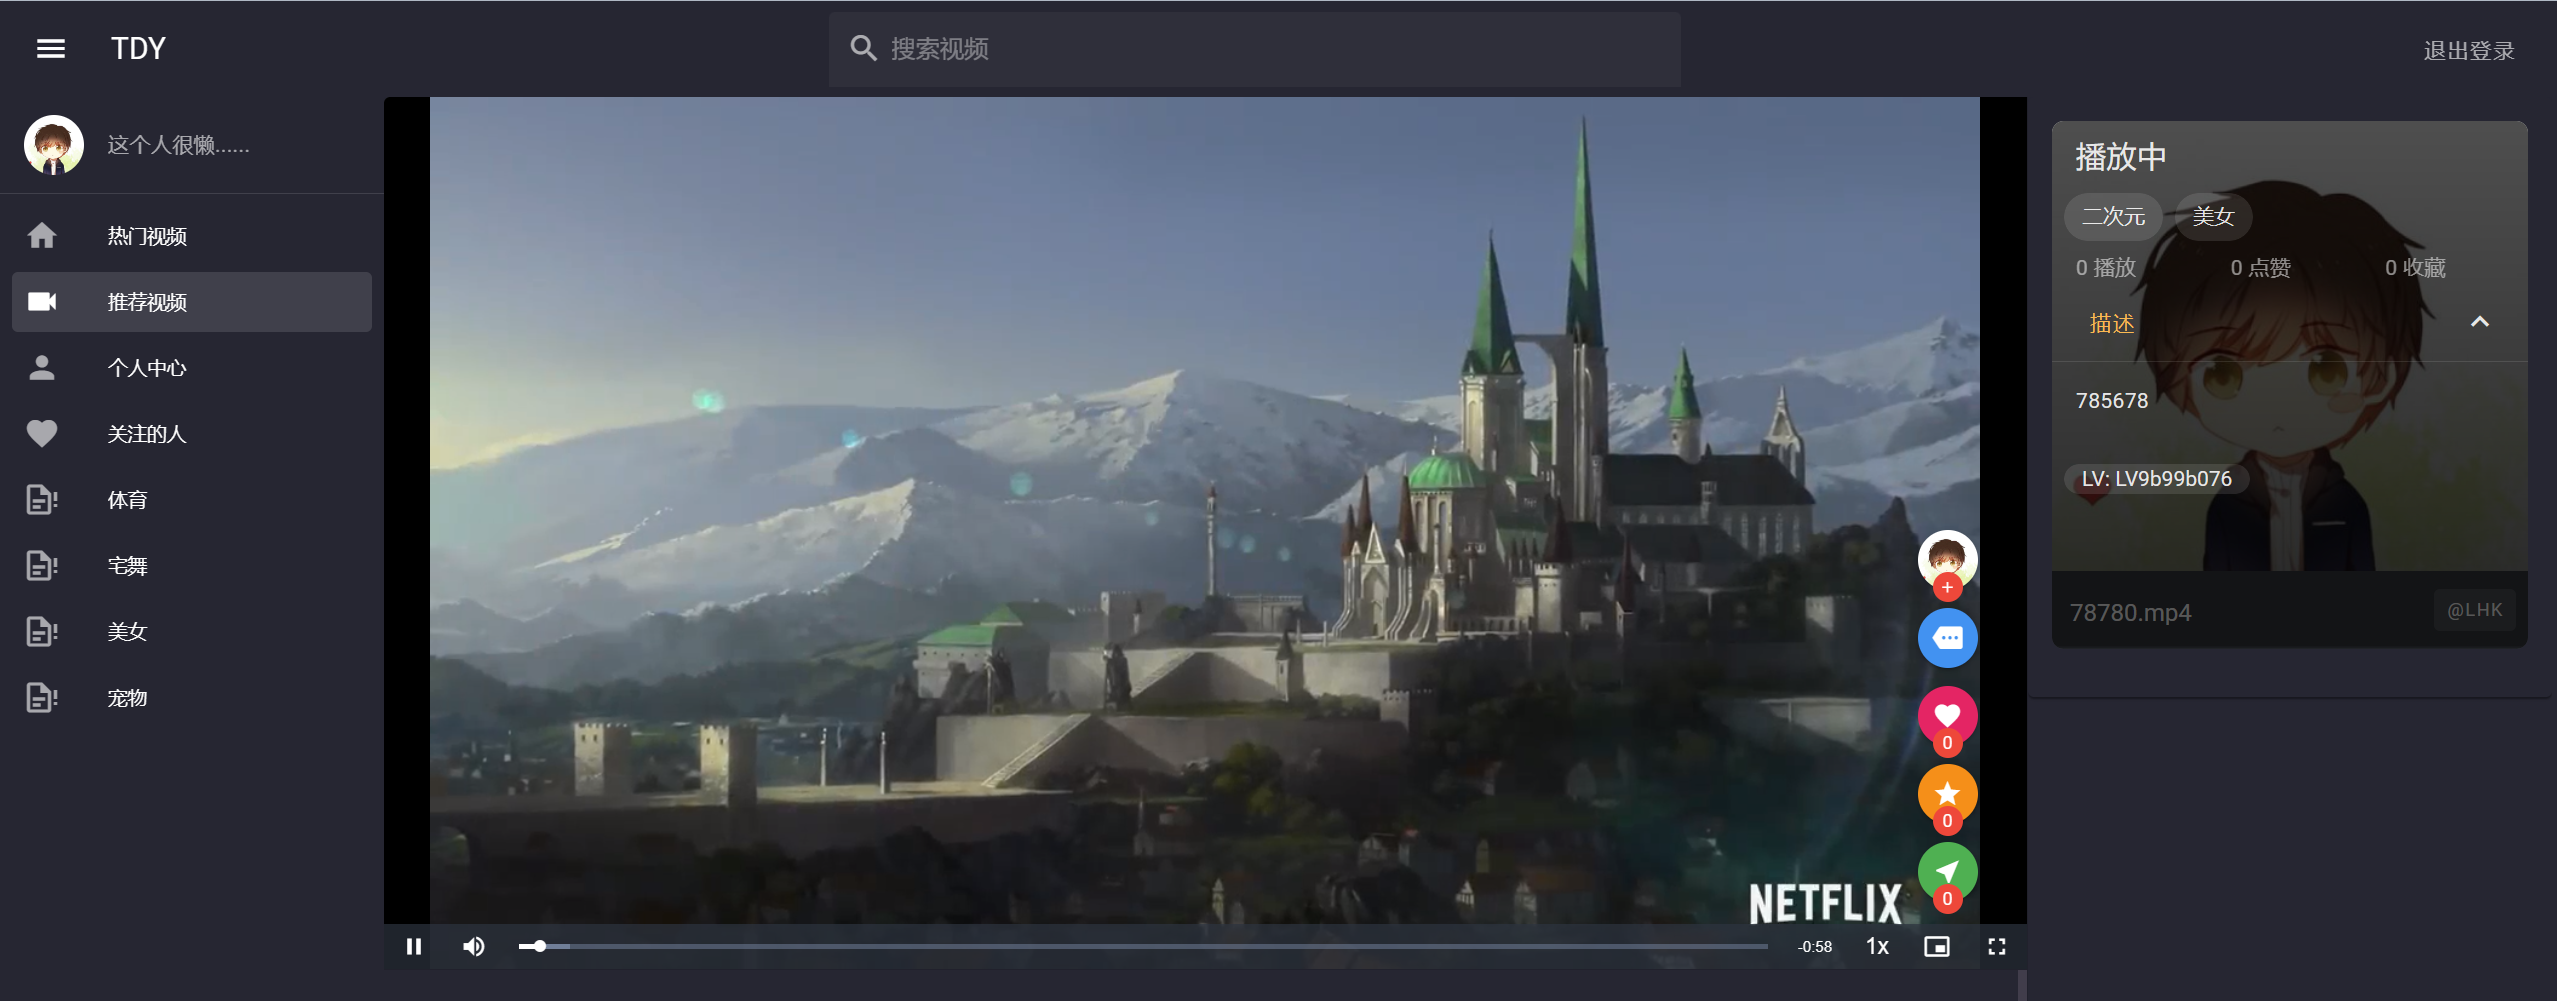 TDY
搜索视频
退出登录
这个人很懒......
热门视频
推荐视频
个人中心
关注的人
体育
宅舞
美女
宠物
+
0
0
0
NETFLIX
-0:58
1x
播放中
二次元 美女
0 播放 0 点赞 0 收藏
描述
785678
LV: LV9b99b076
78780.mp4
@LHK